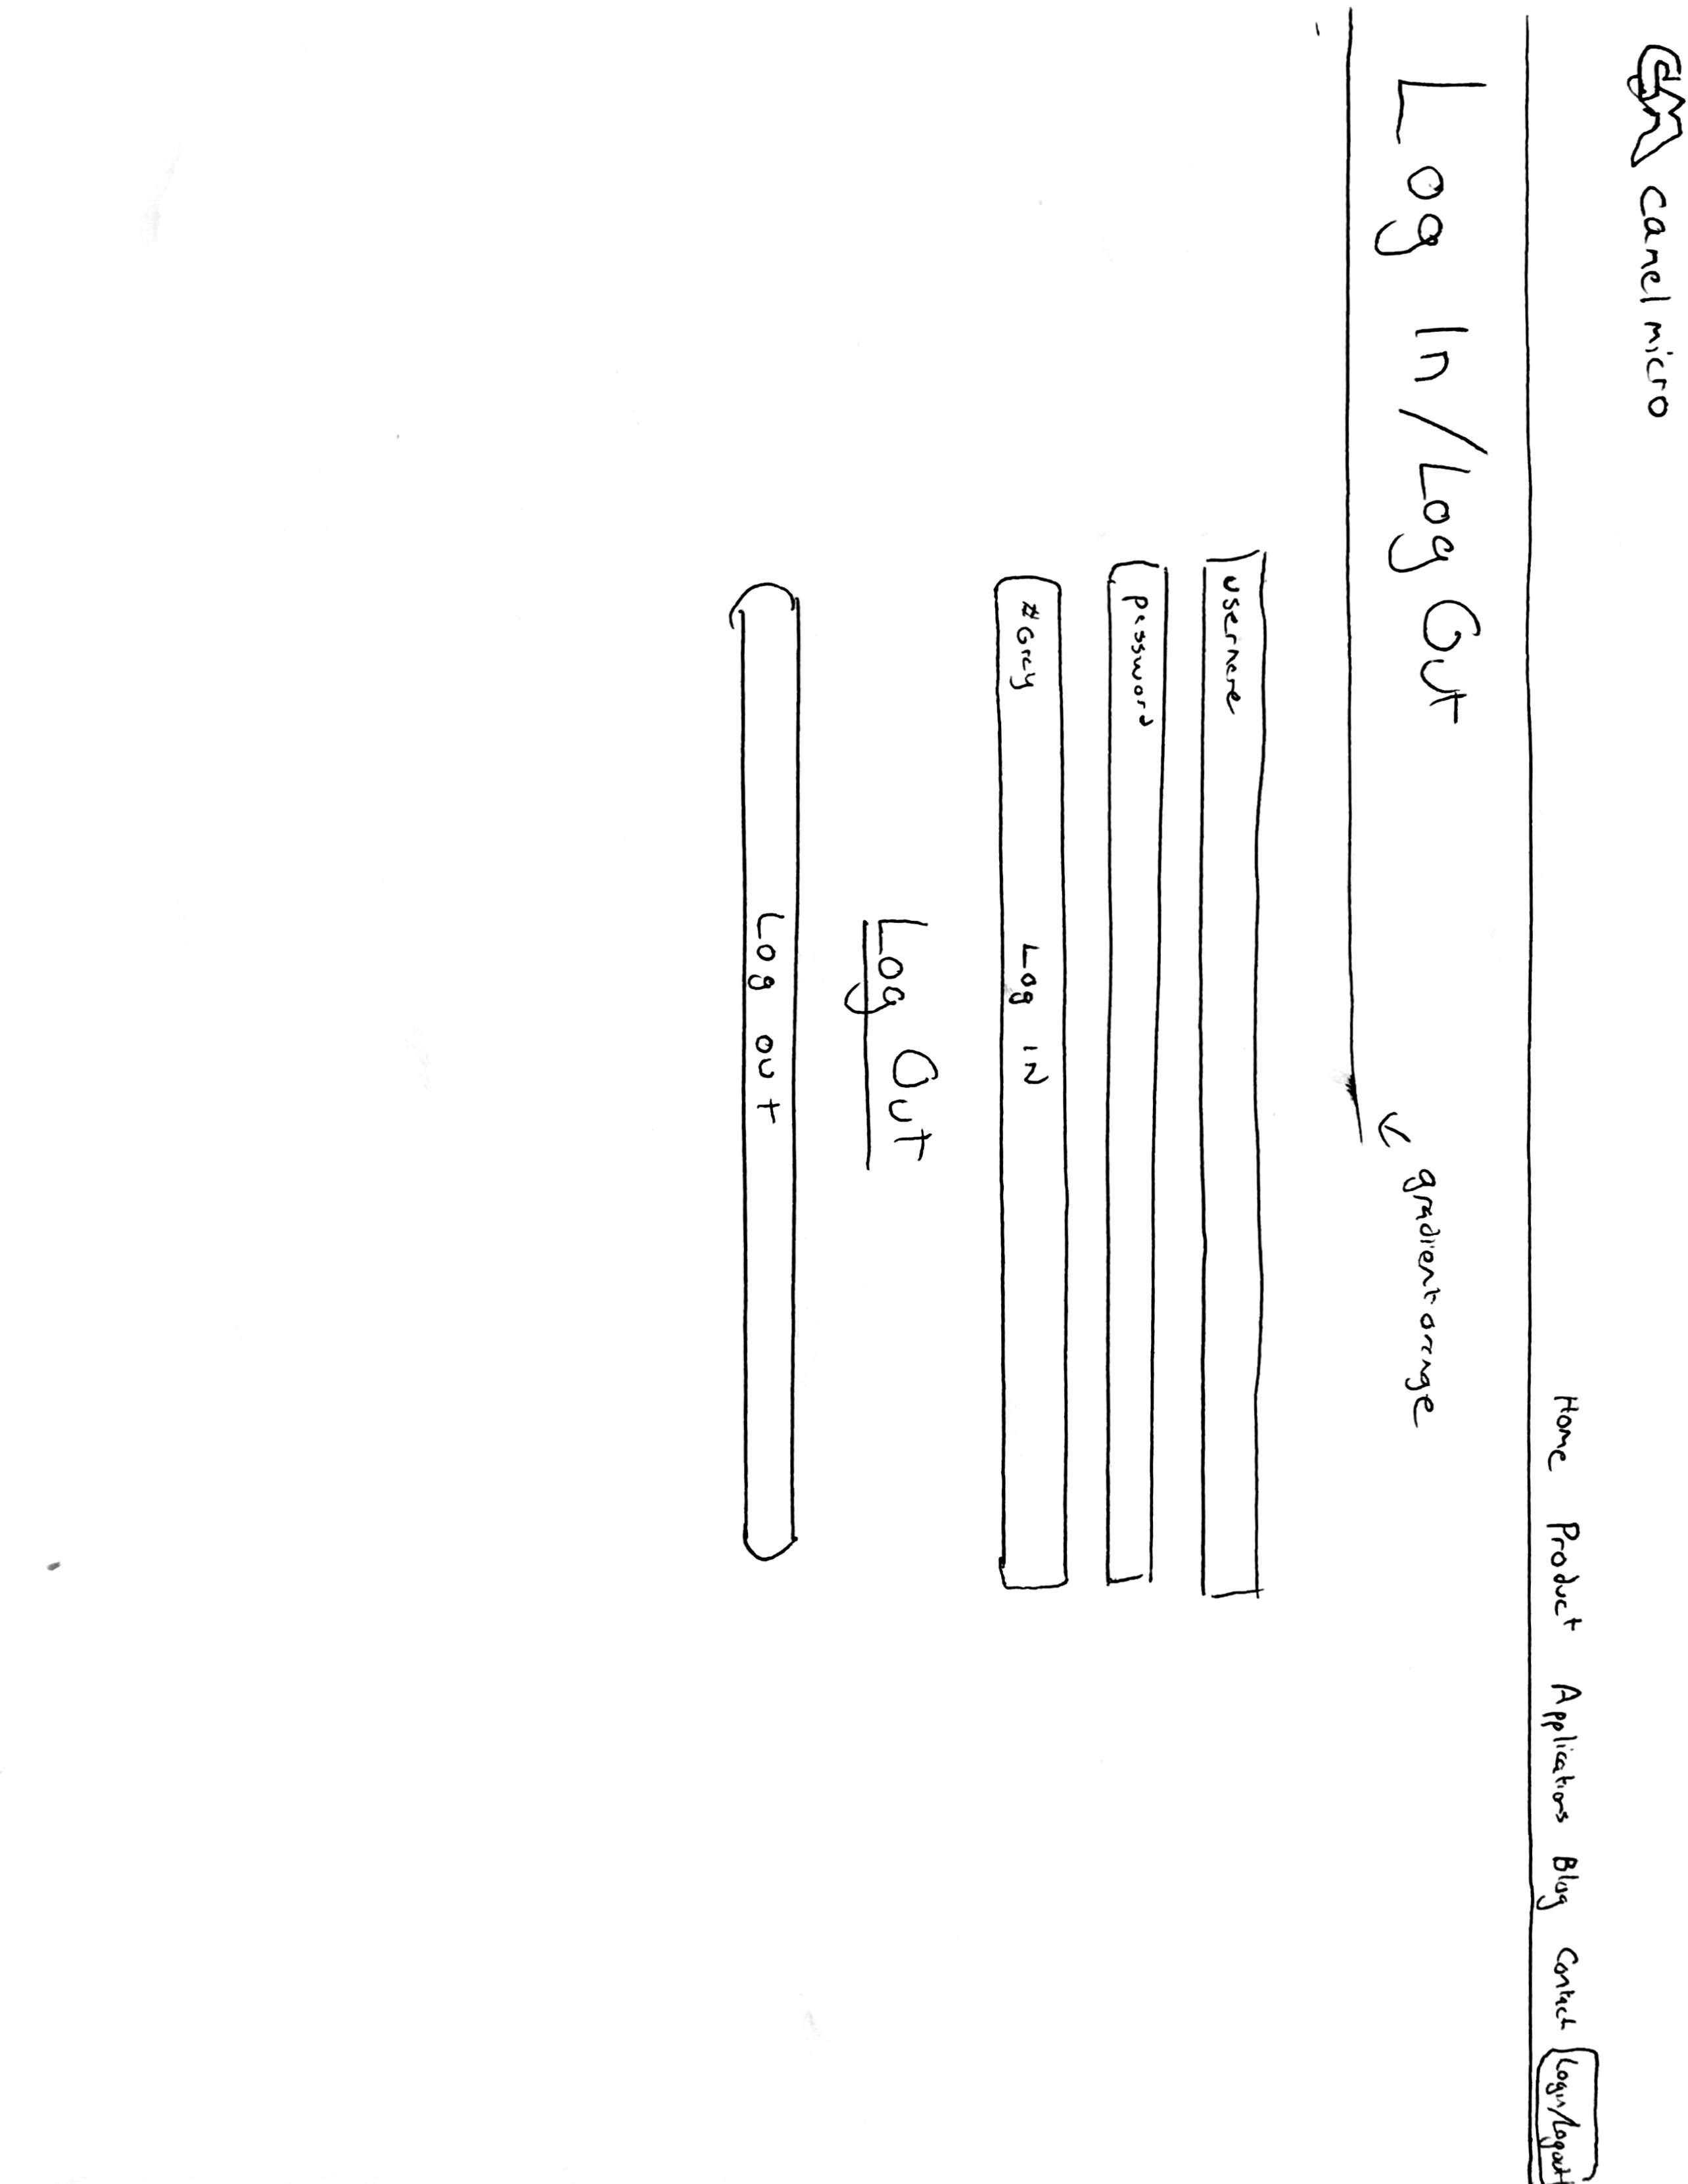 CM camel micro
Home Product Applications Blog Contact Login/Logout
Log In/Log Out
← gradient orange
username
password
#Grey Log IN
Log Out
Log out